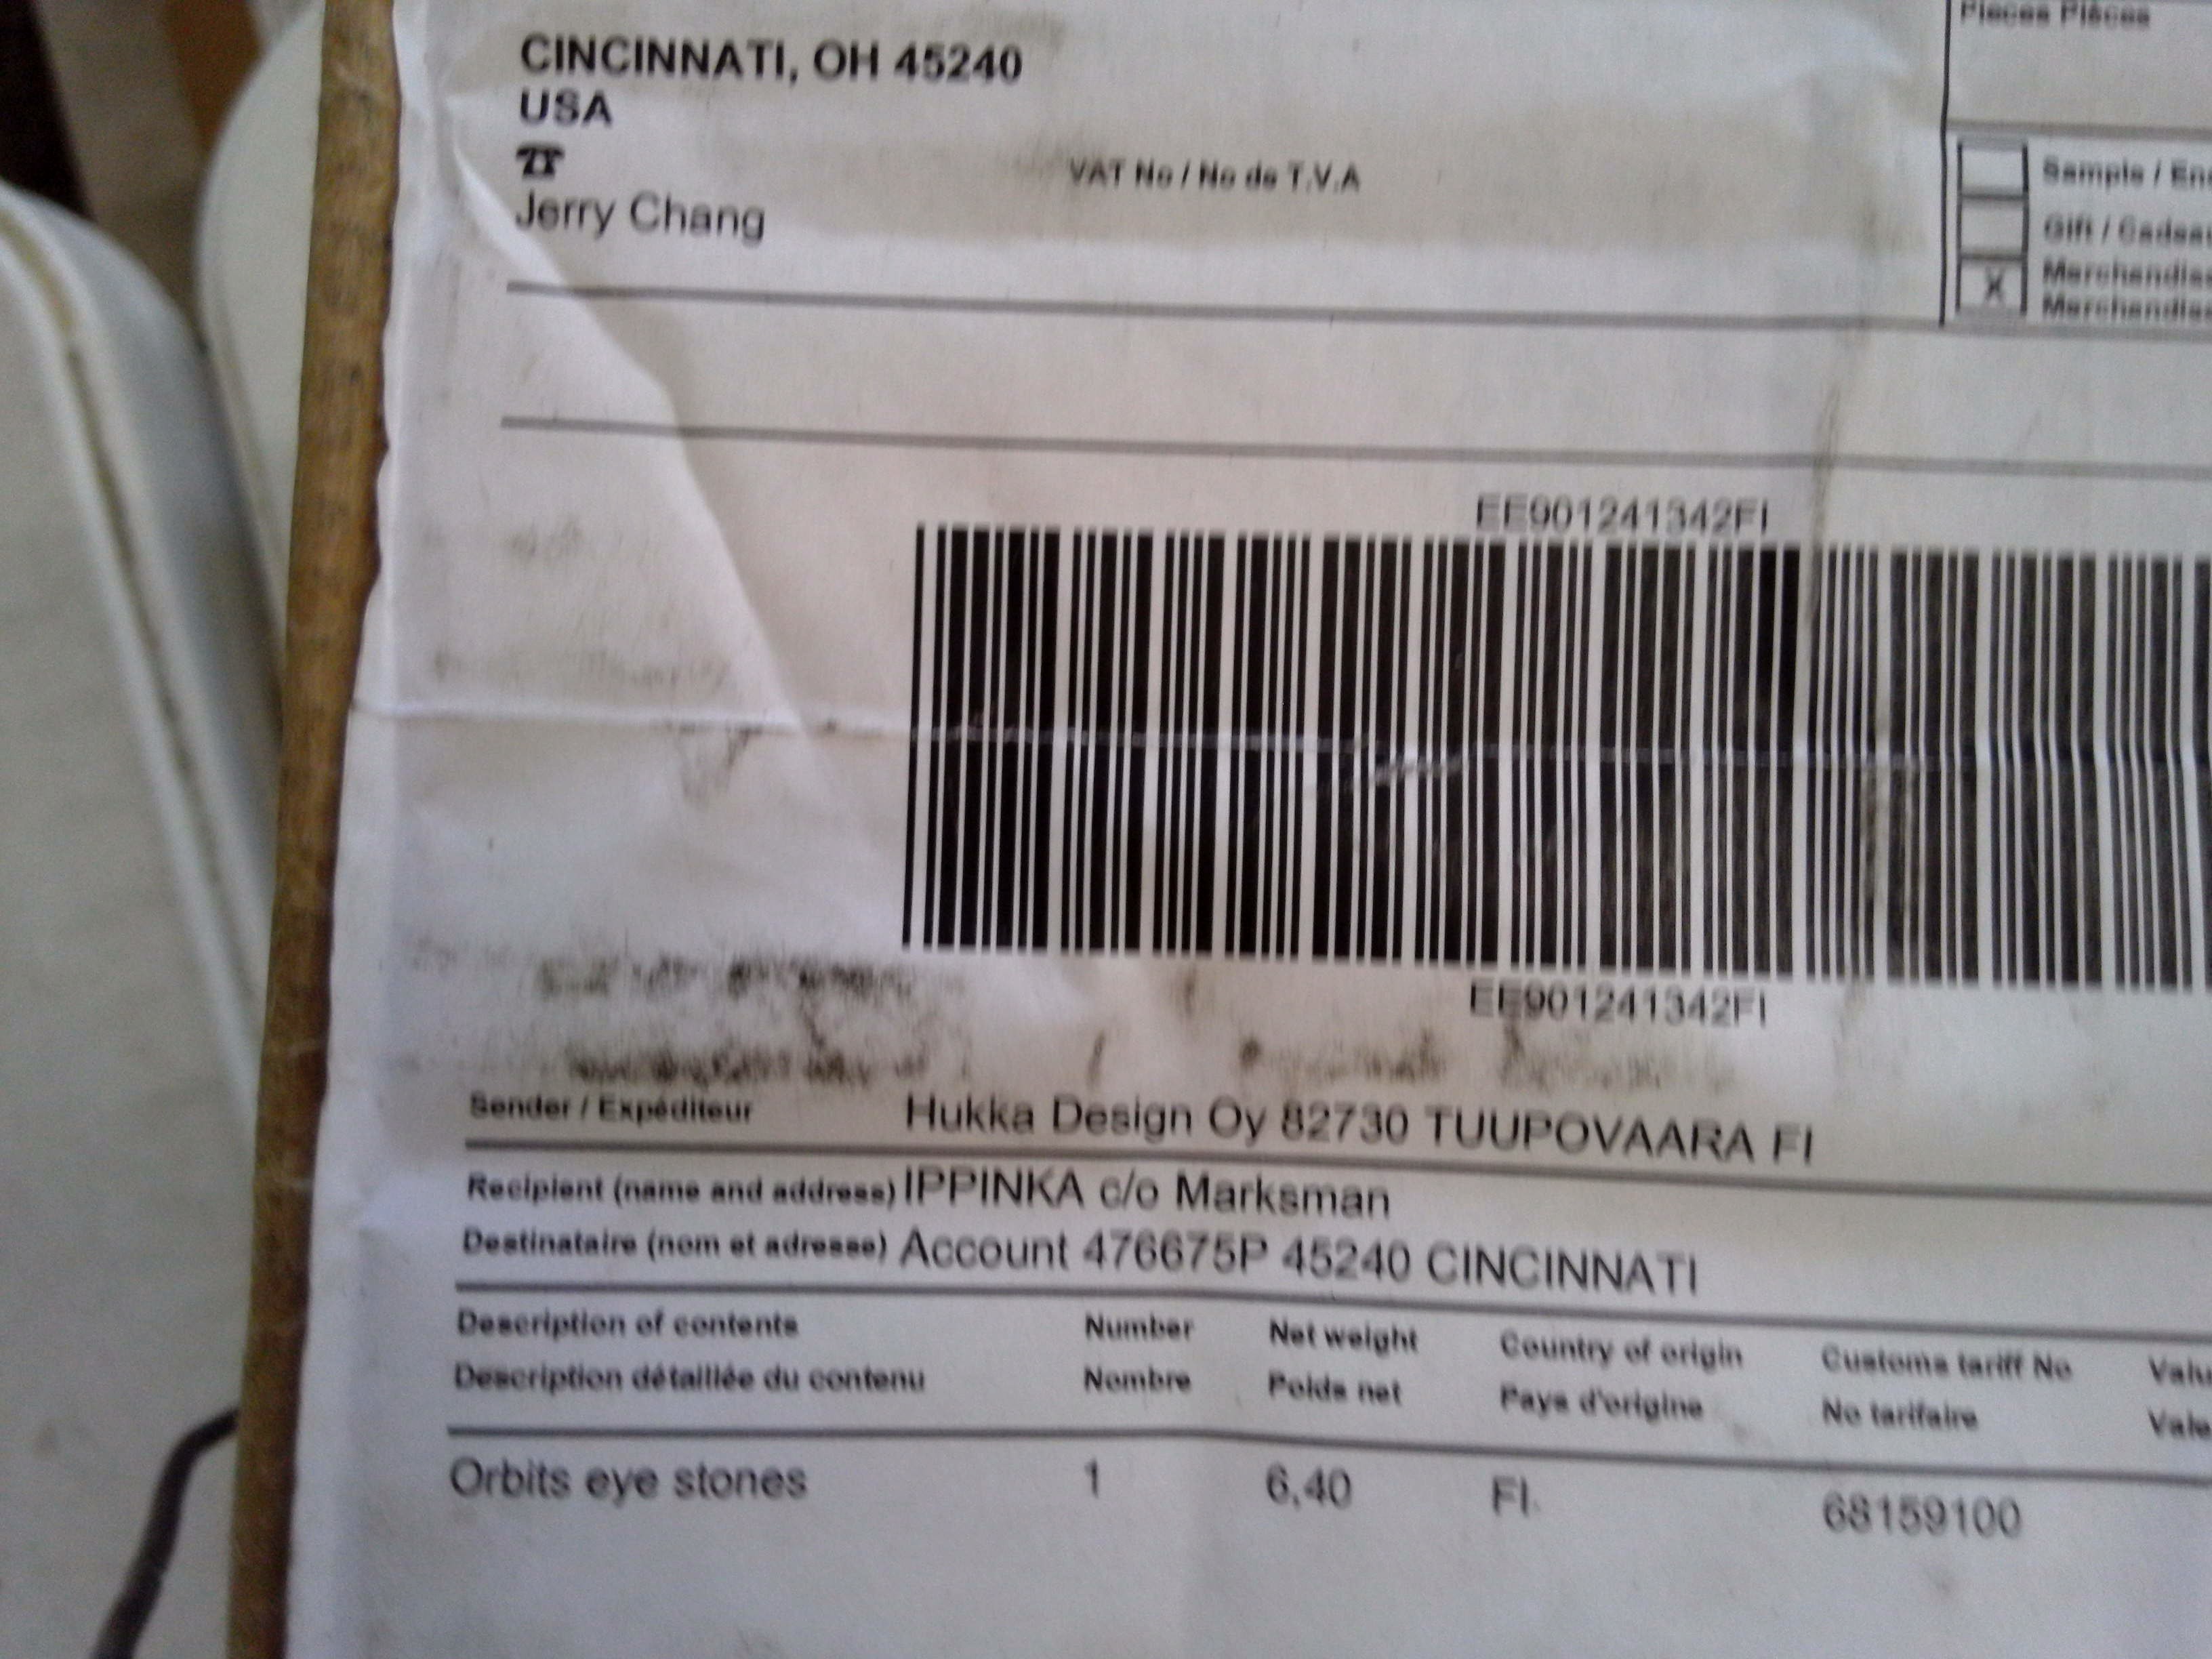 CINCINNATI, OH 45240
USA
☎
Jerry Chang
VAT No / No de T.V.A
Pieces Pièces
Sample /
Gift /
X
EE901241342FI
EE901241342FI
Sender / Expéditeur Hukka Design Oy 82730 TUUPOVAARA FI
Recipient (name and address) IPPINKA c/o Marksman
Destinataire (nom et adresse) Account 476675P 45240 CINCINNATI
Description of contents Number Net weight Country of origin Customs tariff No
Description détaillée du contenu Nombre Poids net Pays d'origine No tarifaire
Orbits eye stones 1 6,40 FI 68159100